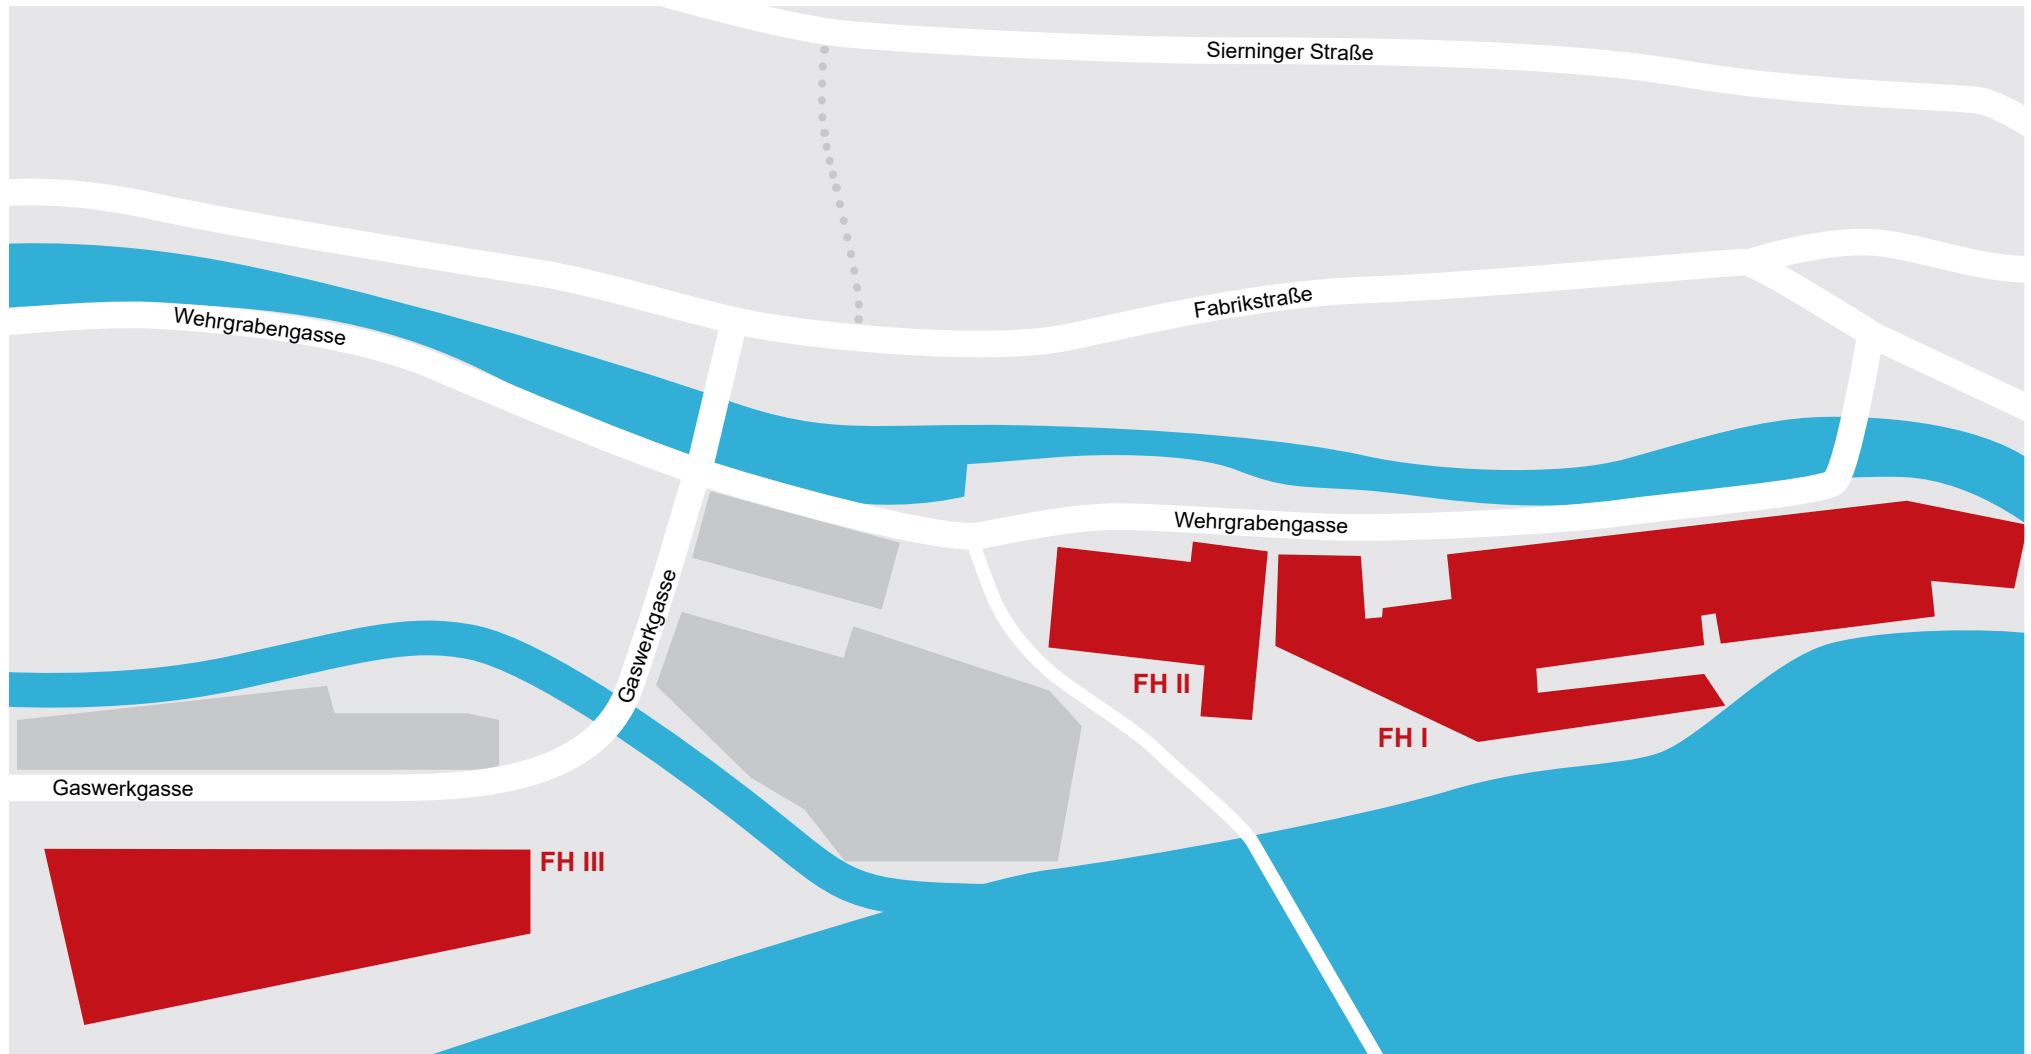 Sierninger Straße
Fabrikstraße
Wehrgrabengasse
Wehrgrabengasse
Gaswerkgasse
FH II
FH I
Gaswerkgasse
FH III